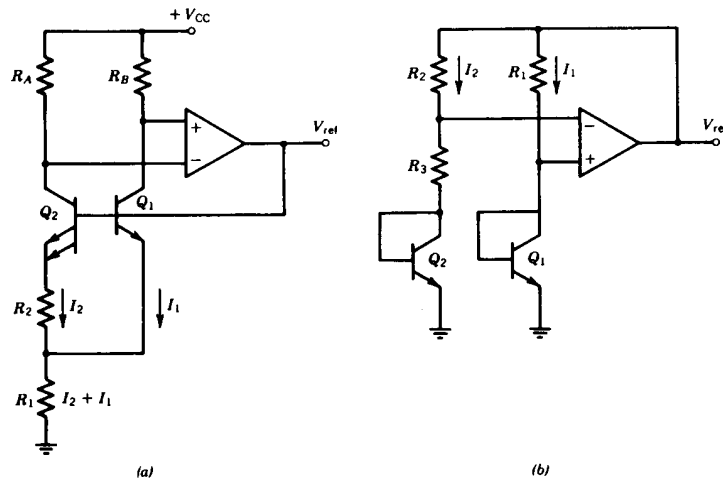 + VCC
RA
RB
+
−
Vref
Q2
Q1
R2
I2
I1
R1
I2 + I1
(a)
R2
I2
R1
I1
−
+
Vre
R3
Q2
Q1
(b)